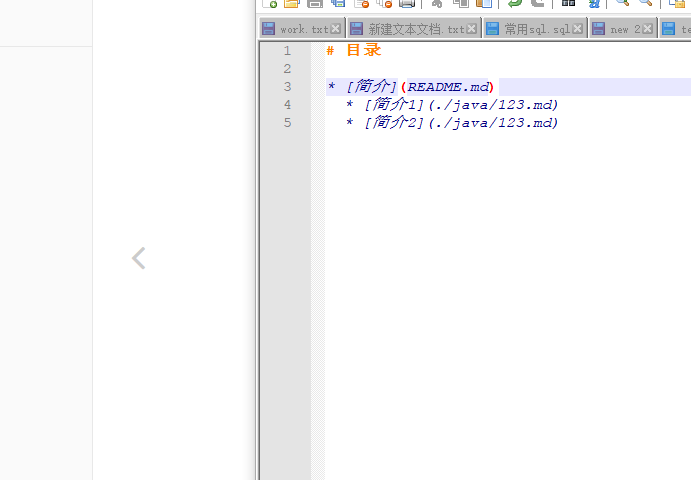 work.txt 新建文本文档.txt 常用sql.sql new 2 te
1 # 目录
2
3 * [简介](README.md)
4 * [简介1](./java/123.md)
5 * [简介2](./java/123.md)